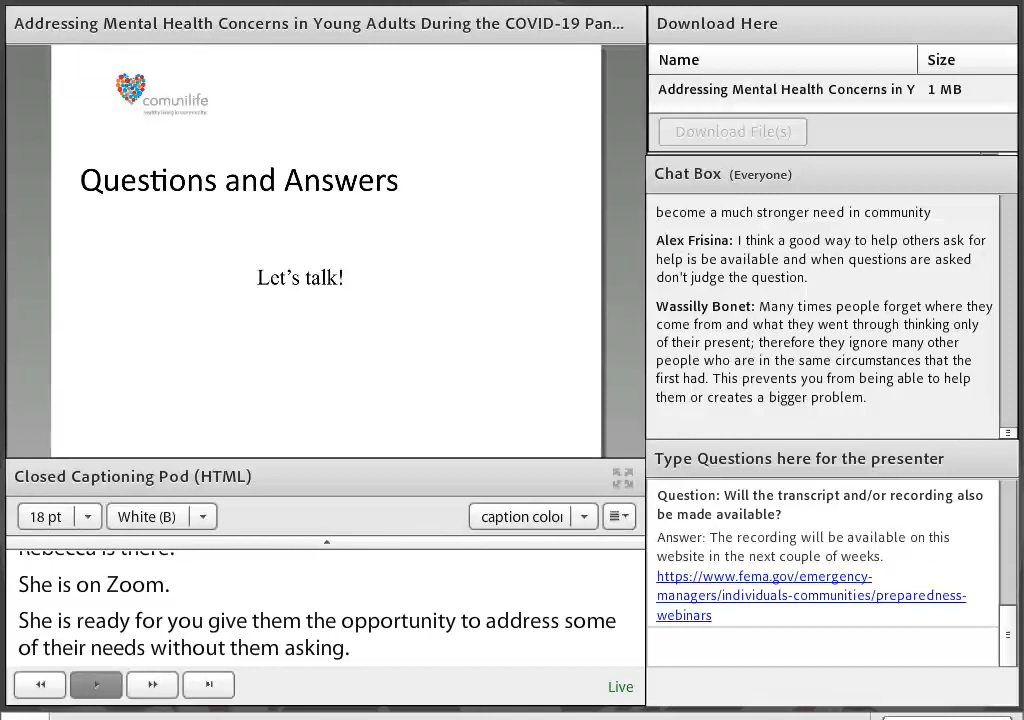 Addressing Mental Health Concerns in Young Adults During the COVID-19 Pan...
comunilife
Questions and Answers
Let's talk!
Closed Captioning Pod (HTML)
18 pt
White (B)
caption color
Rebecca is there.
She is on Zoom.
She is ready for you give them the opportunity to address some
of their needs without them asking.
Live
Download Here
Name Size
Addressing Mental Health Concerns in Y 1 MB
Download File(s)
Chat Box (Everyone)
become a much stronger need in community
Alex Frisina: I think a good way to help others ask for
help is be available and when questions are asked
don't judge the question.
Wassilly Bonet: Many times people forget where they
come from and what they went through thinking only
of their present; therefore they ignore many other
people who are in the same circumstances that the
first had. This prevents you from being able to help
them or creates a bigger problem.
Type Questions here for the presenter
Question: Will the transcript and/or recording also
be made available?
Answer: The recording will be available on this
website in the next couple of weeks.
https://www.fema.gov/emergency-
managers/individuals-communities/preparedness-
webinars